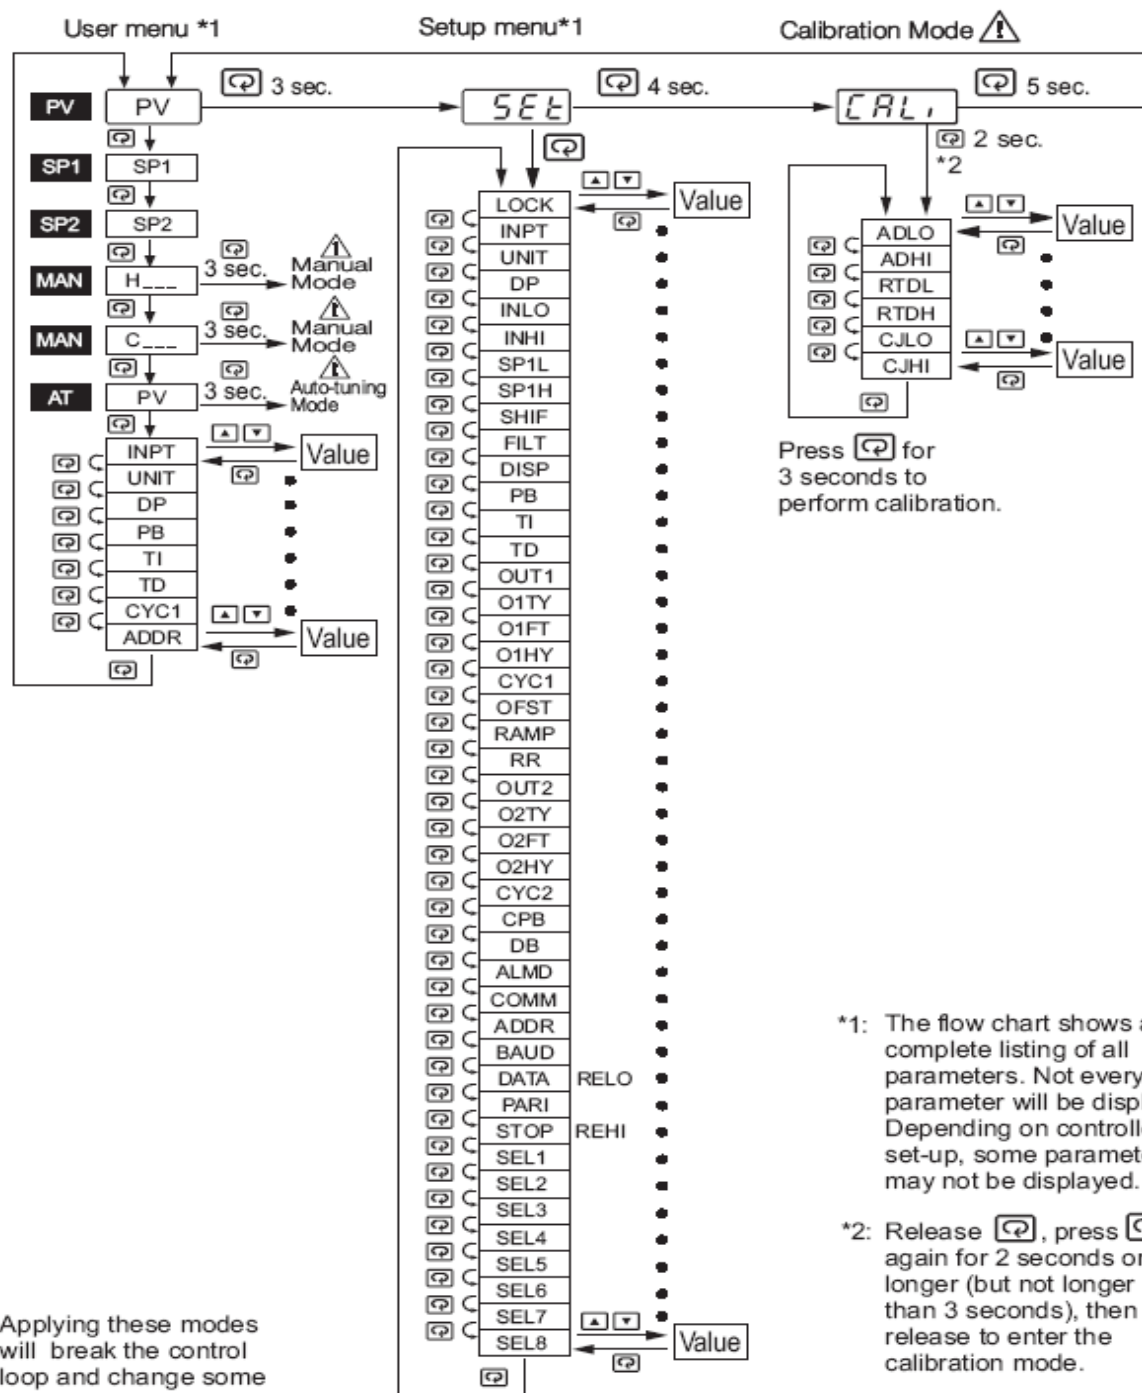 User menu *1
Setup menu*1
Calibration Mode
PV
PV
3 sec.
SEt
4 sec.
CALi
5 sec.
2 sec.
*2
SP1
SP1
SP2
SP2
MAN
H___
3 sec.
Manual
Mode
MAN
C___
3 sec.
Manual
Mode
AT
PV
3 sec.
Auto-tuning
Mode
INPT
UNIT
DP
PB
TI
TD
CYC1
ADDR
Value
Value
LOCK
INPT
UNIT
DP
INLO
INHI
SP1L
SP1H
SHIF
FILT
DISP
PB
TI
TD
OUT1
O1TY
O1FT
O1HY
CYC1
OFST
RAMP
RR
OUT2
O2TY
O2FT
O2HY
CYC2
CPB
DB
ALMD
COMM
ADDR
BAUD
DATA RELO
PARI
STOP REHI
SEL1
SEL2
SEL3
SEL4
SEL5
SEL6
SEL7
SEL8
Value
Value
ADLO
ADHI
RTDL
RTDH
CJLO
CJHI
Value
Value
Press for
3 seconds to
perform calibration.
*1: The flow chart shows a
complete listing of all
parameters. Not every
parameter will be displ
Depending on controlle
set-up, some paramete
may not be displayed.
*2: Release , press
again for 2 seconds or
longer (but not longer
than 3 seconds), then
release to enter the
calibration mode.
Applying these modes
will break the control
loop and change some